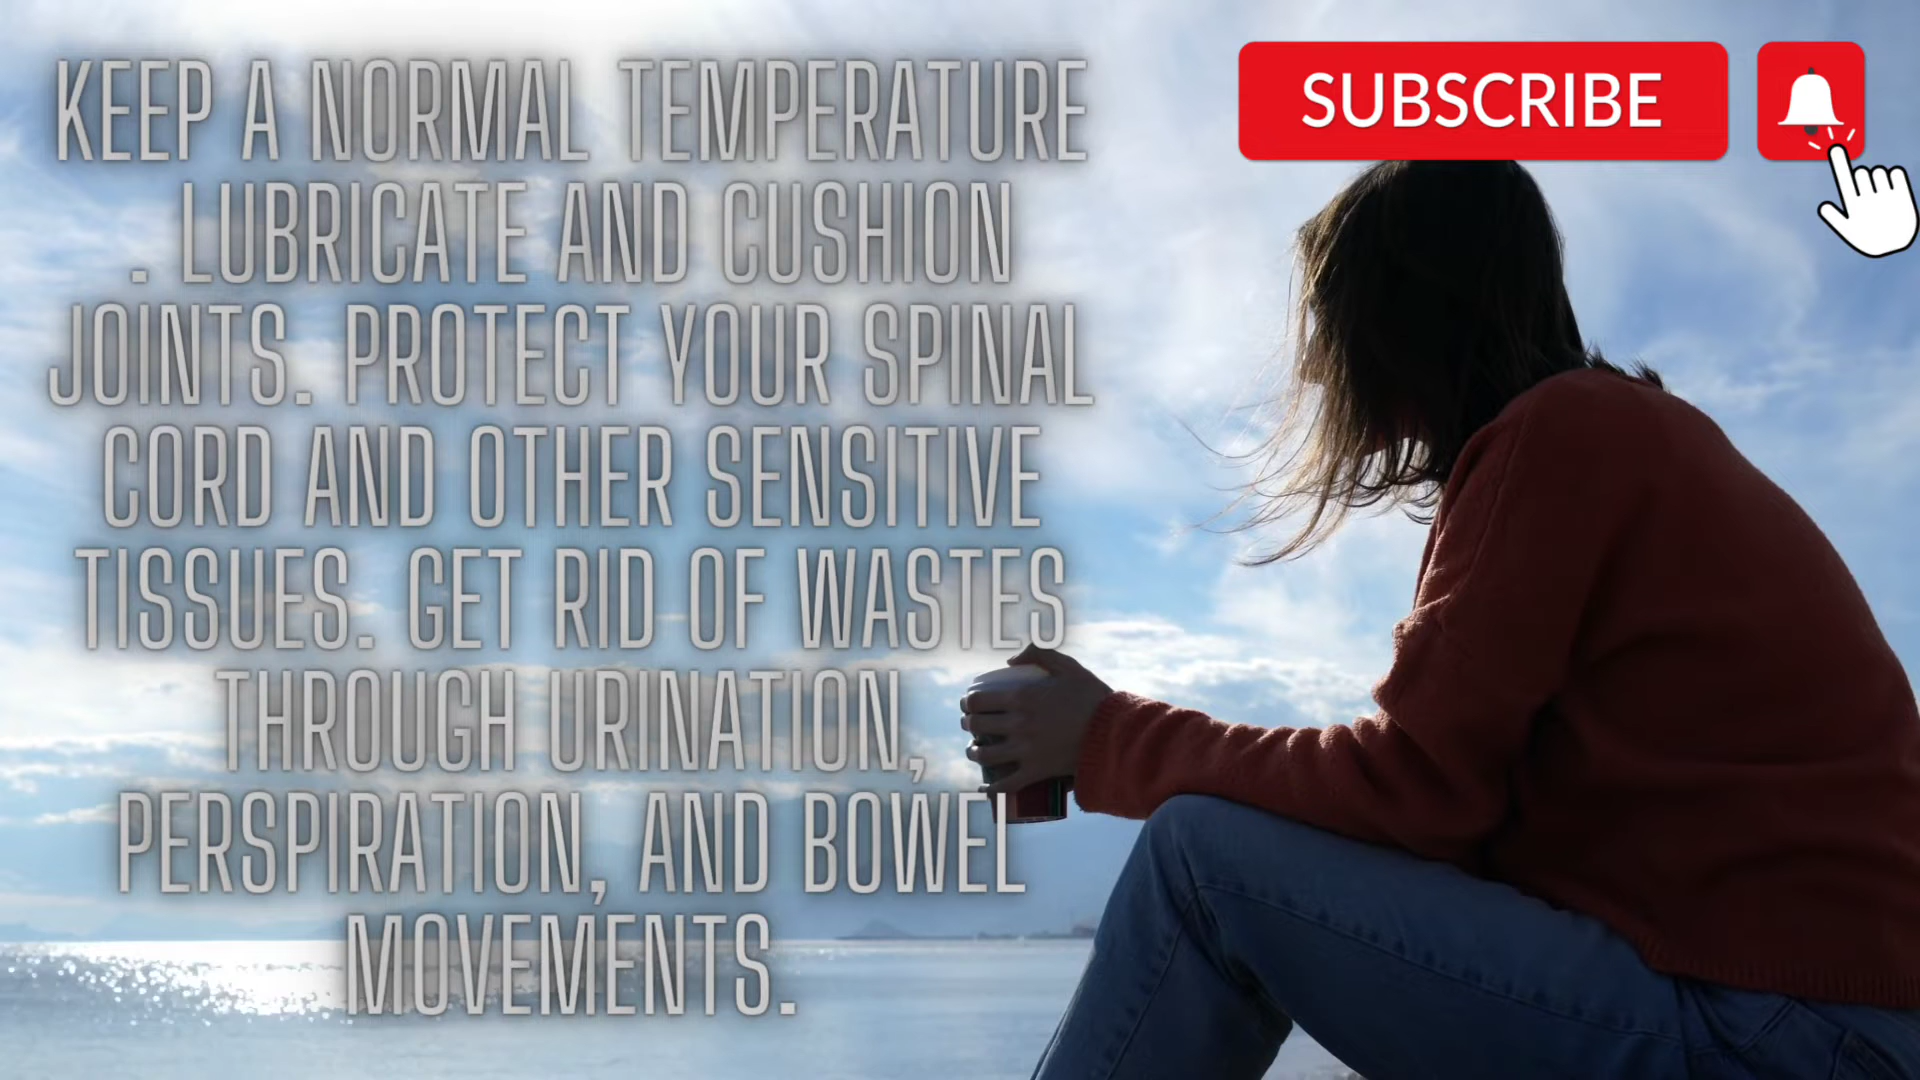 KEEP A NORMAL TEMPERATURE
. LUBRICATE AND CUSHION
JOINTS. PROTECT YOUR SPINAL
CORD AND OTHER SENSITIVE
TISSUES. GET RID OF WASTES
THROUGH URINATION,
PERSPIRATION, AND BOWEL
MOVEMENTS.
SUBSCRIBE